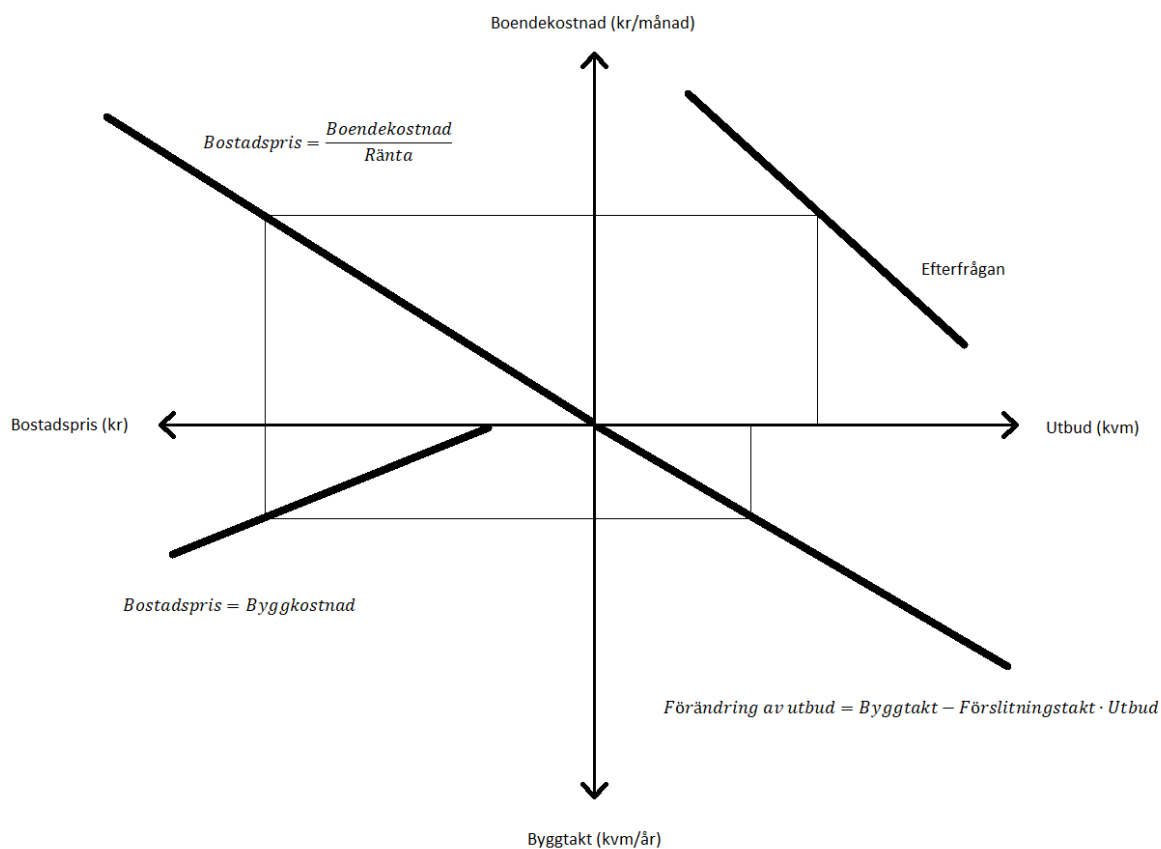 Boendekostnad (kr/månad)
Bostadspris = Boendekostnad / Ränta
Efterfrågan
Bostadspris (kr)
Utbud (kvm)
Bostadspris = Byggkostnad
Förändring av utbud = Byggtakt − Förslitningstakt · Utbud
Byggtakt (kvm/år)